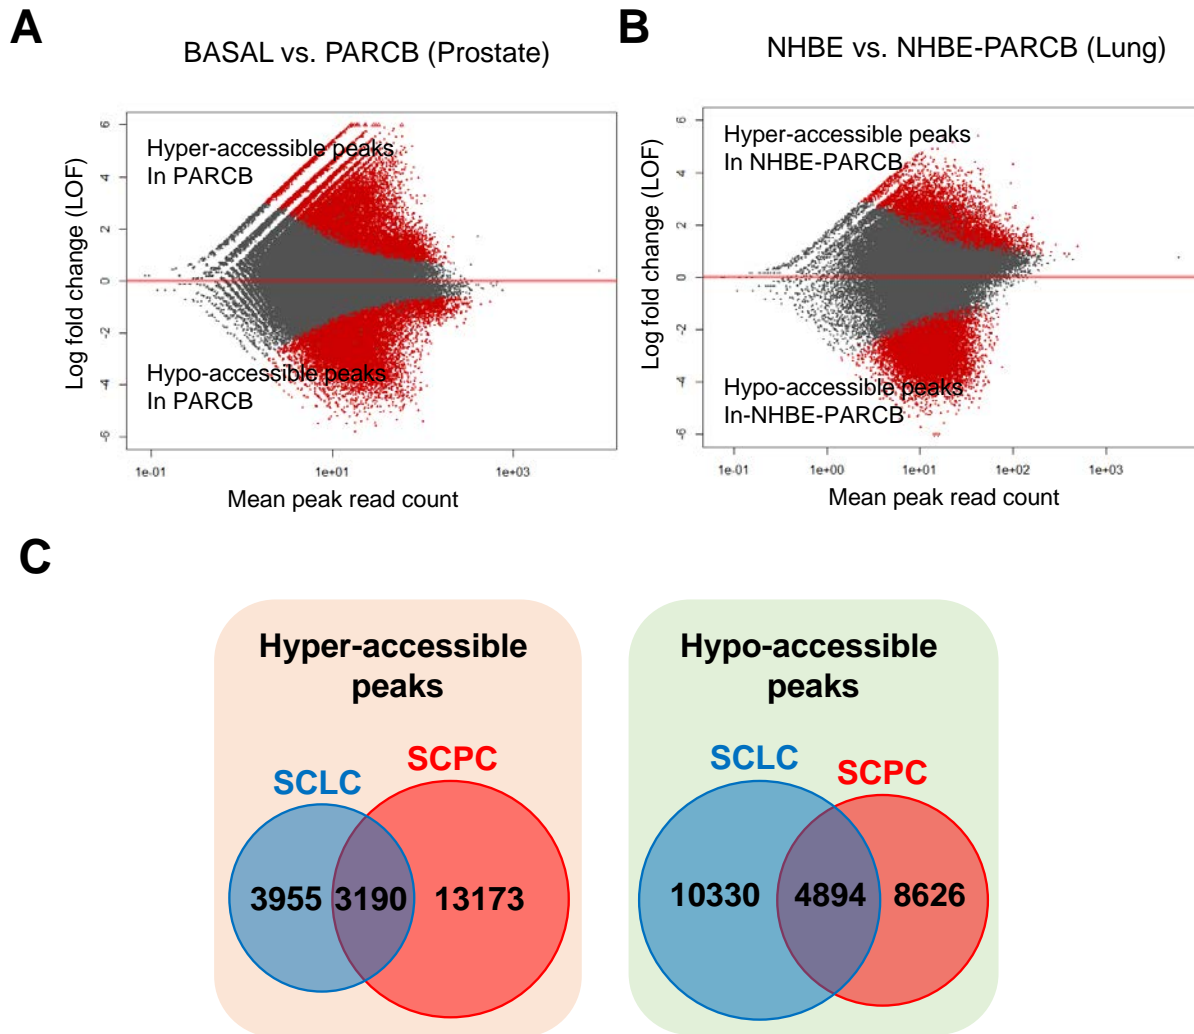 A
BASAL vs. PARCB (Prostate)
Log fold change (LOF)
6
4
2
0
-2
-4
-6
Hyper-accessible peaks
In PARCB
Hypo-accessible peaks
In PARCB
1e-01
1e+01
1e+03
Mean peak read count
B
NHBE vs. NHBE-PARCB (Lung)
Log fold change (LOF)
6
4
2
0
-2
-4
-6
Hyper-accessible peaks
In NHBE-PARCB
Hypo-accessible peaks
In-NHBE-PARCB
1e-01
1e+00
1e+01
1e+02
1e+03
Mean peak read count
C
Hyper-accessible
peaks
SCLC
SCPC
3955
3190
13173
Hypo-accessible
peaks
SCLC
SCPC
10330
4894
8626